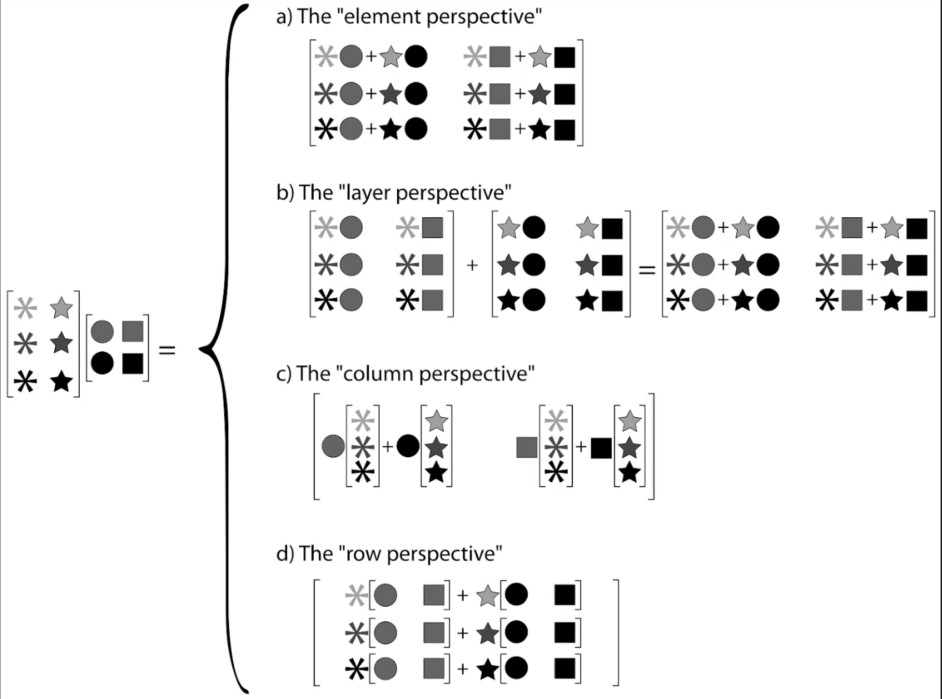 a) The "element perspective"
b) The "layer perspective"
c) The "column perspective"
d) The "row perspective"